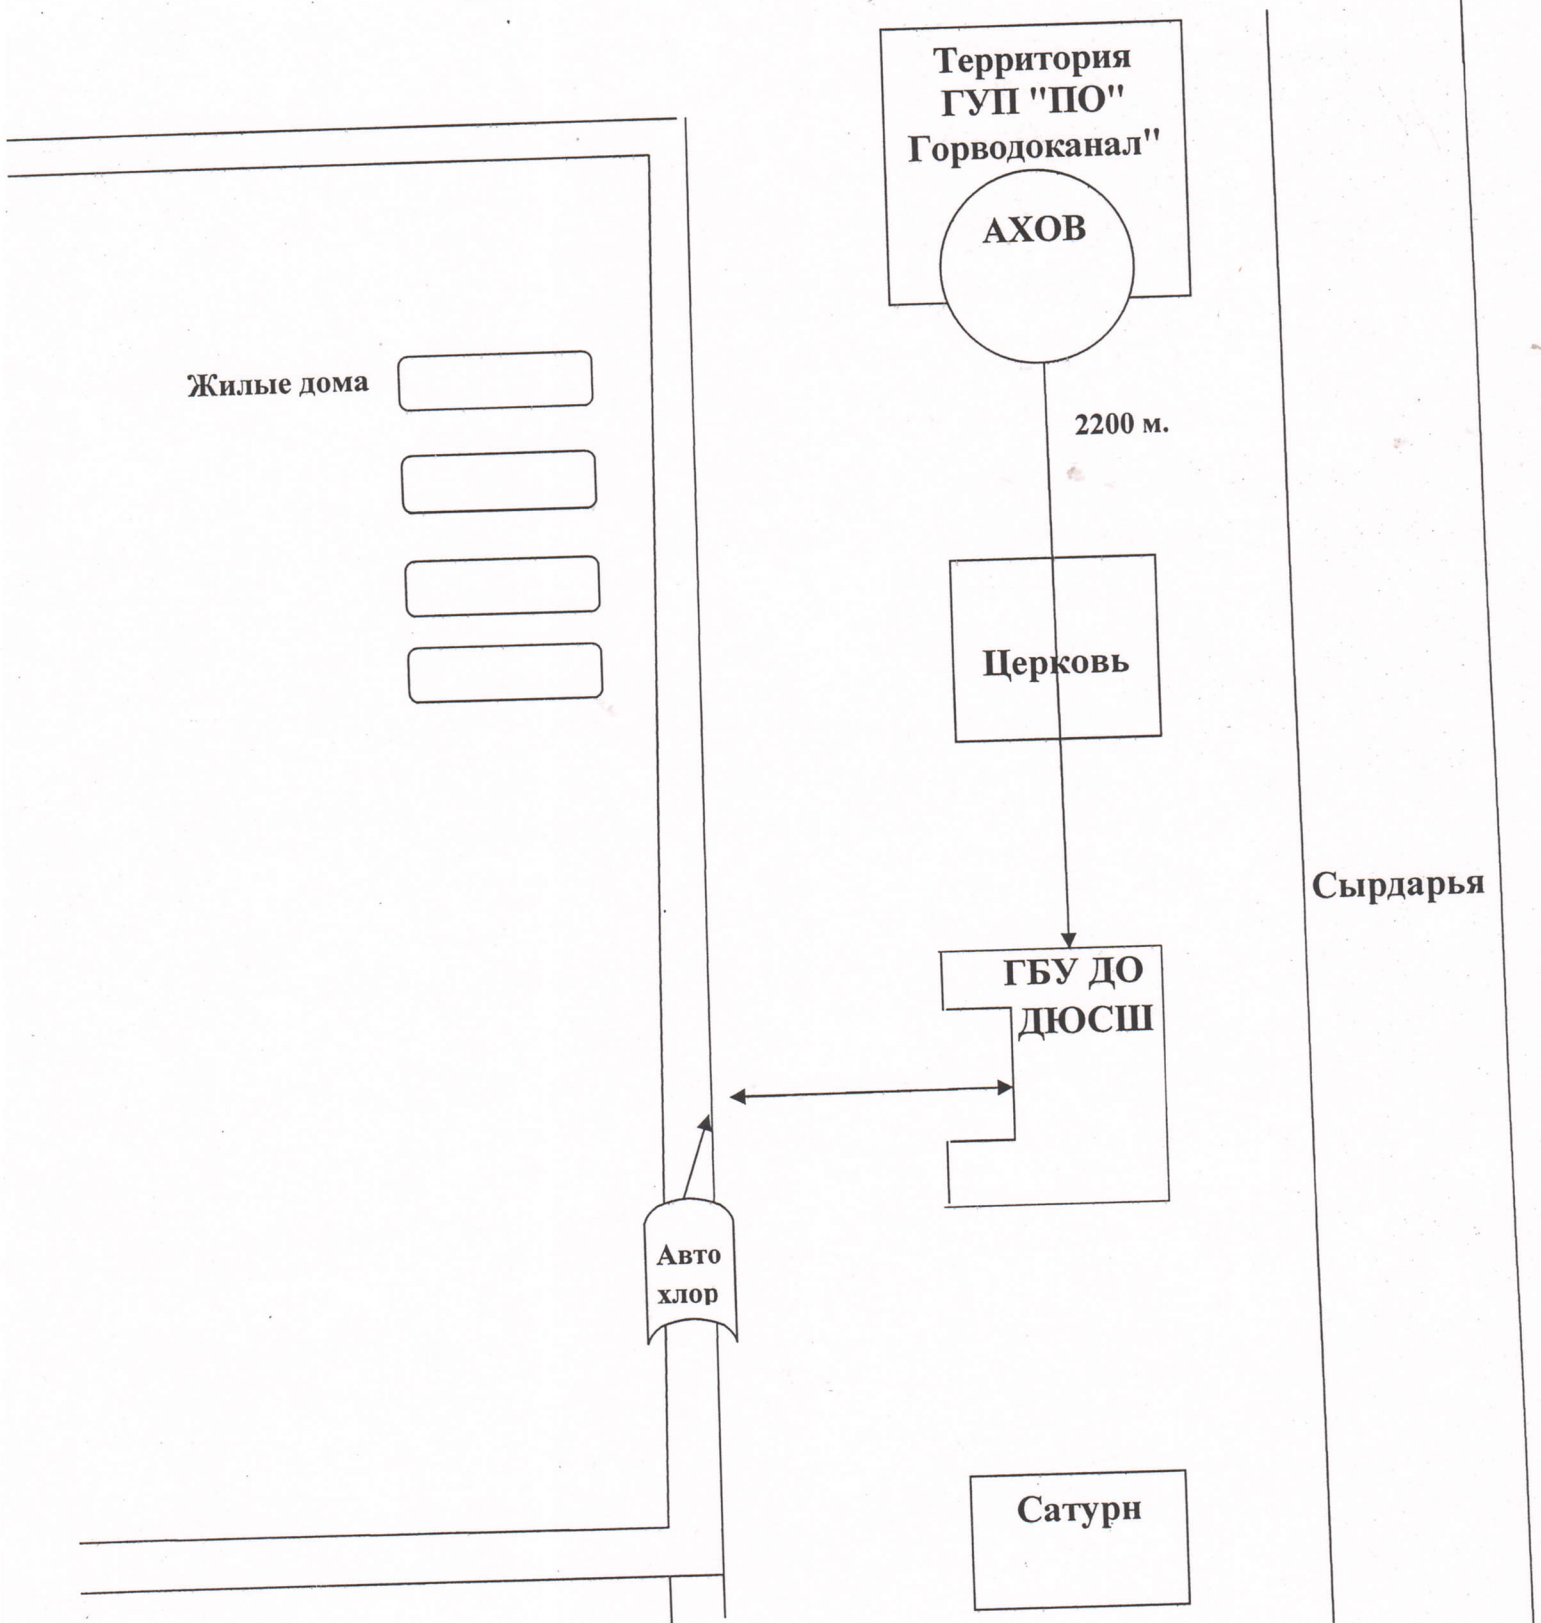 Территория
ГУП "ПО"
Горводоканал"
АХОВ
Жилые дома
2200 м.
Церковь
Сырдарья
ГБУ ДО
ДЮСШ
Авто
хлор
Сатурн